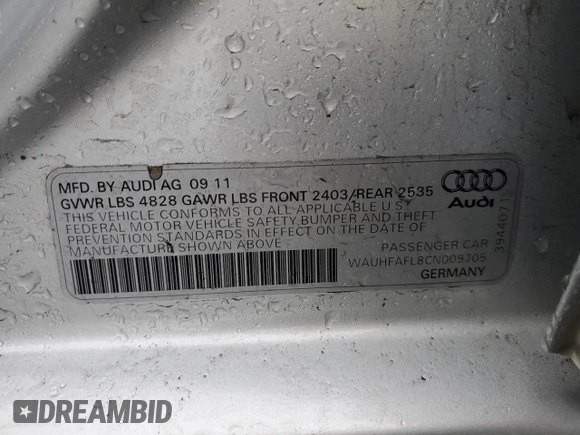 MFD. BY AUDI AG 09 11
GVWR LBS 4828 GAWR LBS FRONT 2403/REAR 2535
THIS VEHICLE CONFORMS TO ALL APPLICABLE U.S.
FEDERAL MOTOR VEHICLE SAFETY,BUMPER AND THEFT
PREVENTION STANDARDS IN EFFECT ON THE DATE OF
MANUFACTURE SHOWN ABOVE
PASSENGER CAR
WAUHFAFL8CN009705
GERMANY
Audi
3944071
DREAMBID